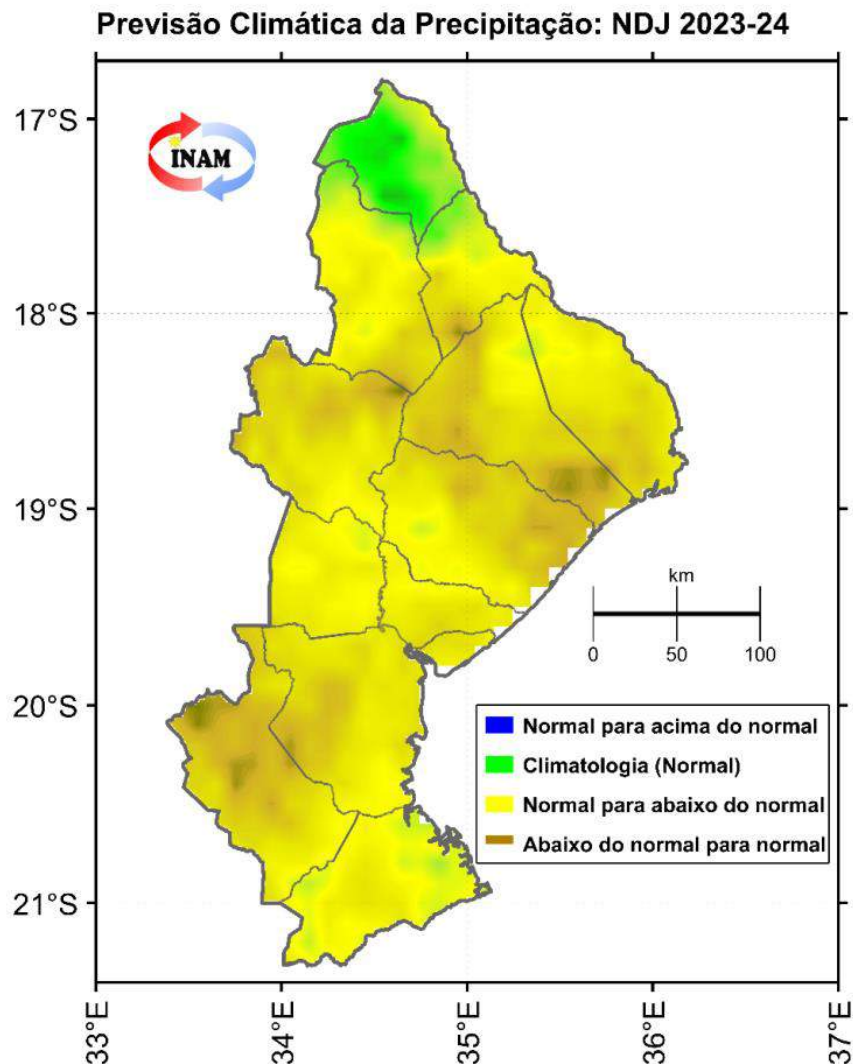 Previsão Climática da Precipitação: NDJ 2023-24
INAM
17°S
18°S
19°S
20°S
21°S
km
0 50 100
Normal para acima do normal
Climatologia (Normal)
Normal para abaixo do normal
Abaixo do normal para normal
33°E
34°E
35°E
36°E
37°E